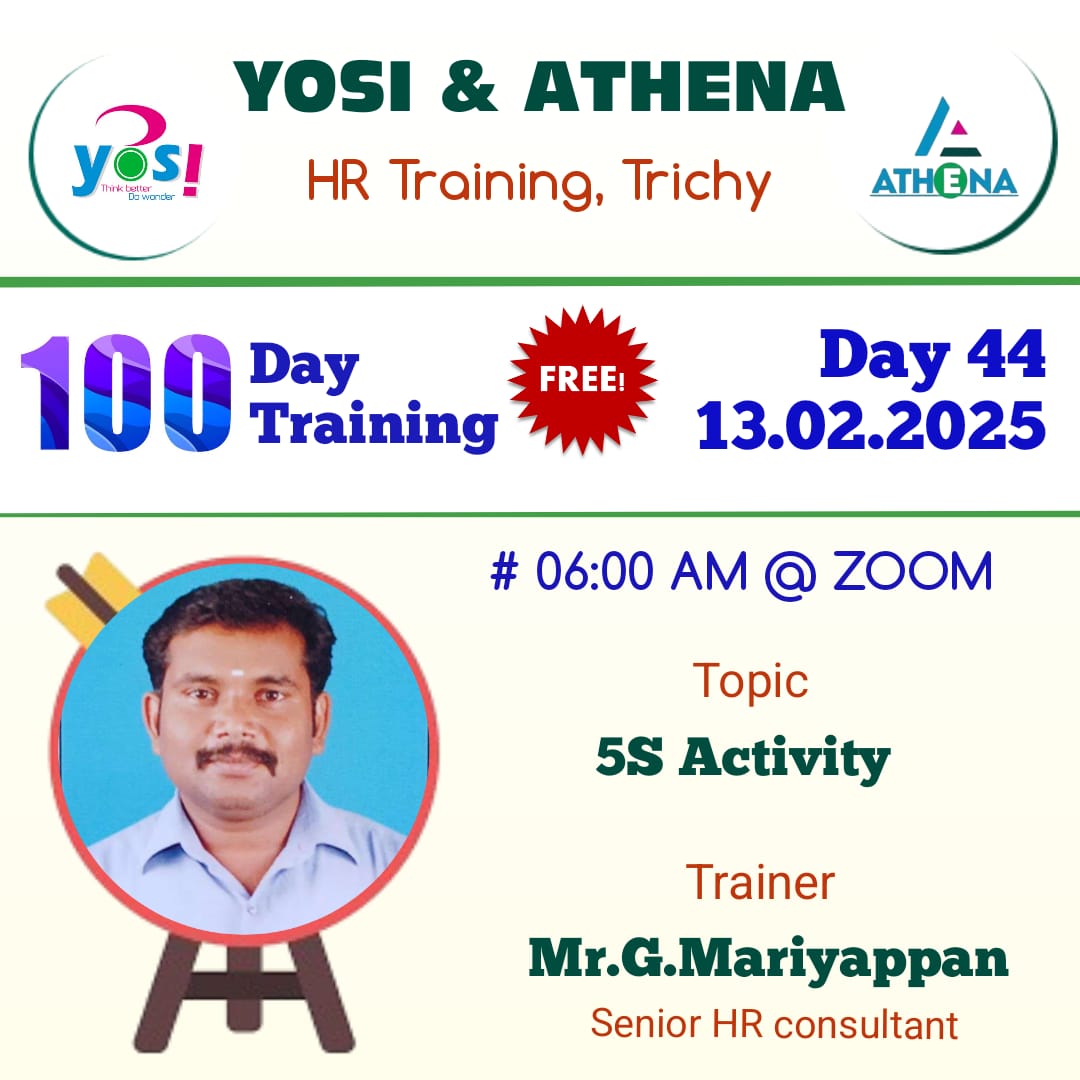 YOSI & ATHENA
HR Training, Trichy
yosi!
Think better
Do wonder
ATHENA
100 Day Training
FREE!
Day 44
13.02.2025
# 06:00 AM @ ZOOM
Topic
5S Activity
Trainer
Mr.G.Mariyappan
Senior HR consultant